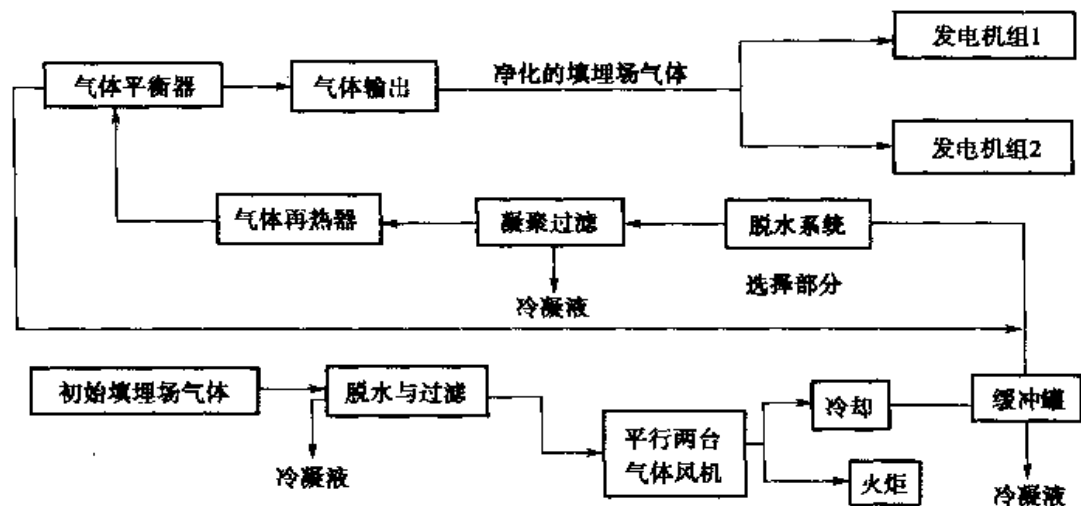 发电机组1
气体平衡器
气体输出
净化的填埋场气体
发电机组2
气体再热器
凝聚过滤
脱水系统
选择部分
冷凝液
初始填埋场气体
脱水与过滤
冷却
缓冲罐
平行两台
气体风机
冷凝液
火炬
冷凝液